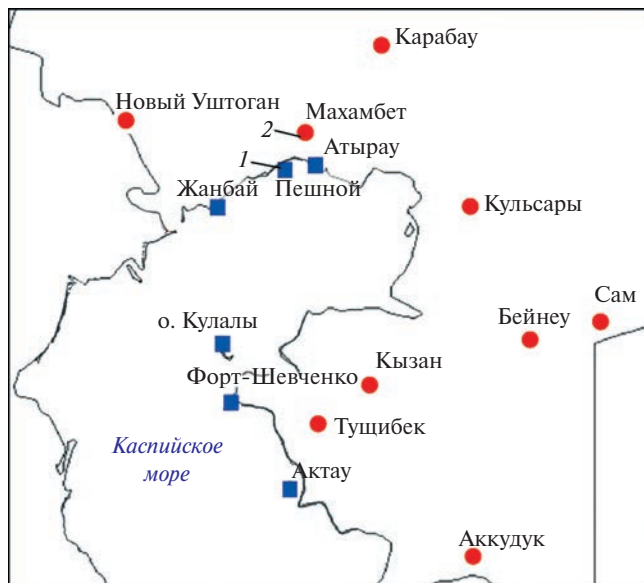 Карабау
Новый Уштоган
Махамбет
2
Атырау
1
Жанбай
Пешной
Кульсары
Сам
Бейнеу
о. Кулалы
Кызан
Форт-Шевченко
Тущибек
Каспийское
море
Актау
Аккудук